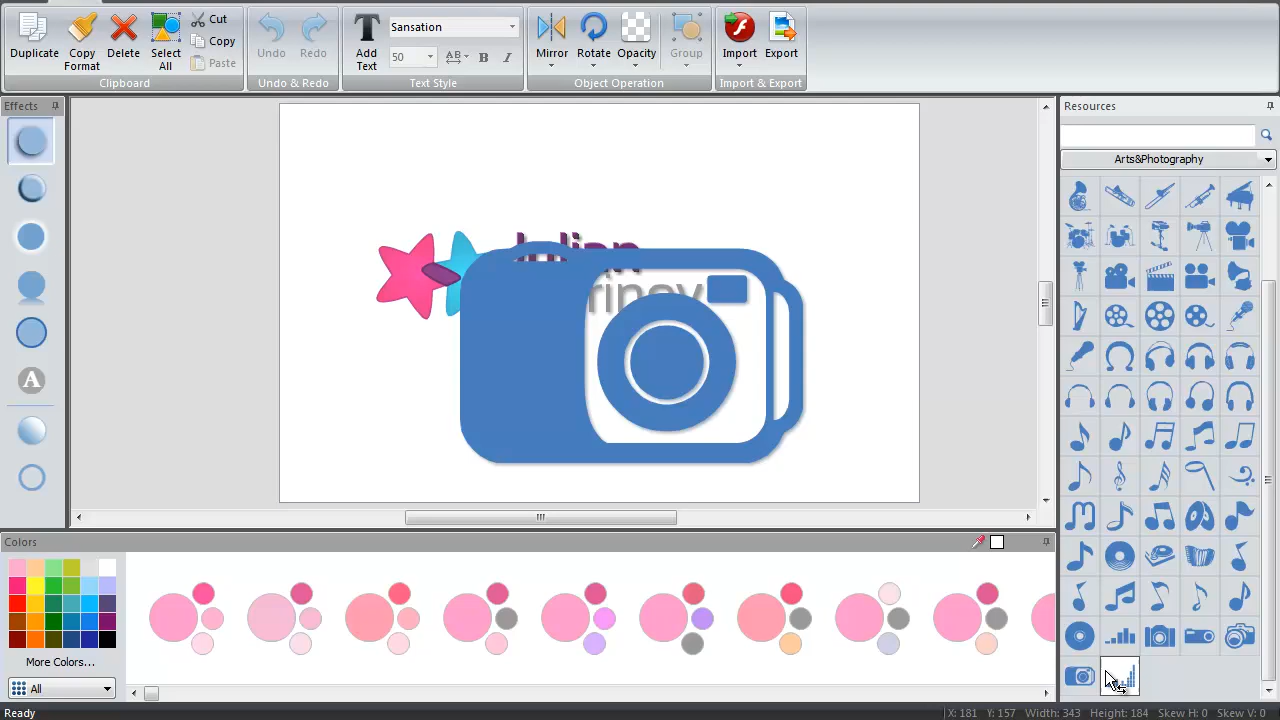 Duplicate
Copy Format
Delete
Select All
Cut
Copy
Paste
Clipboard
Undo
Redo
Undo & Redo
Add Text
Sansation
50
AB
B
I
Text Style
Mirror
Rotate
Opacity
Group
Object Operation
Import
Export
Import & Export
Effects
A
Resources
Arts&Photography
Colors
More Colors...
All
Ready
X: 181 Y: 157 Width: 343 Height: 184 Skew H: 0 Skew V: 0